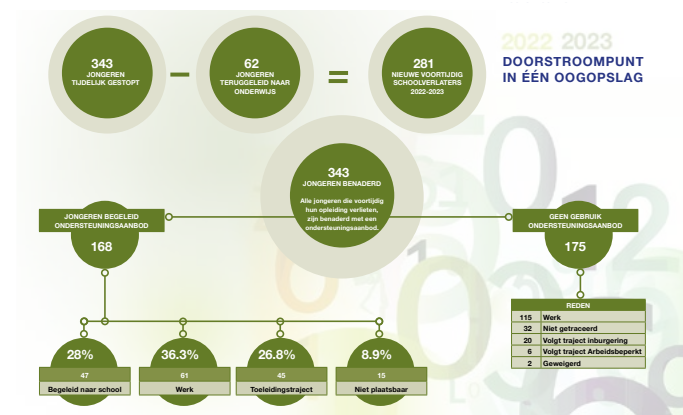 2022 2023
DOORSTROOMPUNT
IN ÉÉN OOGOPSLAG
343
JONGEREN
TIJDELIJK GESTOPT
62
JONGEREN
TERUGGELEID NAAR
ONDERWIJS
281
NIEUWE VOORTIJDIG
SCHOOLVERLATERS
2022-2023
343
JONGEREN BENADERD
Alle jongeren die voortijdig
hun opleiding verlieten,
zijn benaderd met een
ondersteuningsaanbod.
JONGEREN BEGELEID
ONDERSTEUNINGSAANBOD
168
GEEN GEBRUIK
ONDERSTEUNINGSAANBOD
175
28%
47
Begeleid naar school
36.3%
61
Werk
26.8%
45
Toeleidingstraject
8.9%
15
Niet plaatsbaar
REDEN
115 Werk
32 Niet getraceerd
20 Volgt traject inburgering
6 Volgt traject Arbeidsbeperkt
2 Geweigerd